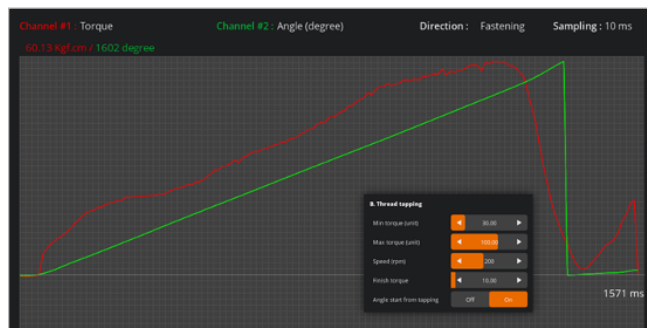 Channel #1 : Torque Channel #2 : Angle (degree) Direction : Fastening Sampling : 10 ms
60.13 Kgf.cm / 1602 degree
B. Thread tapping
Min torque (unit) 30.00
Max torque (unit) 100.00
Speed (rpm) 200
Finish torque 10.00
Angle start from tapping Off On
1571 ms